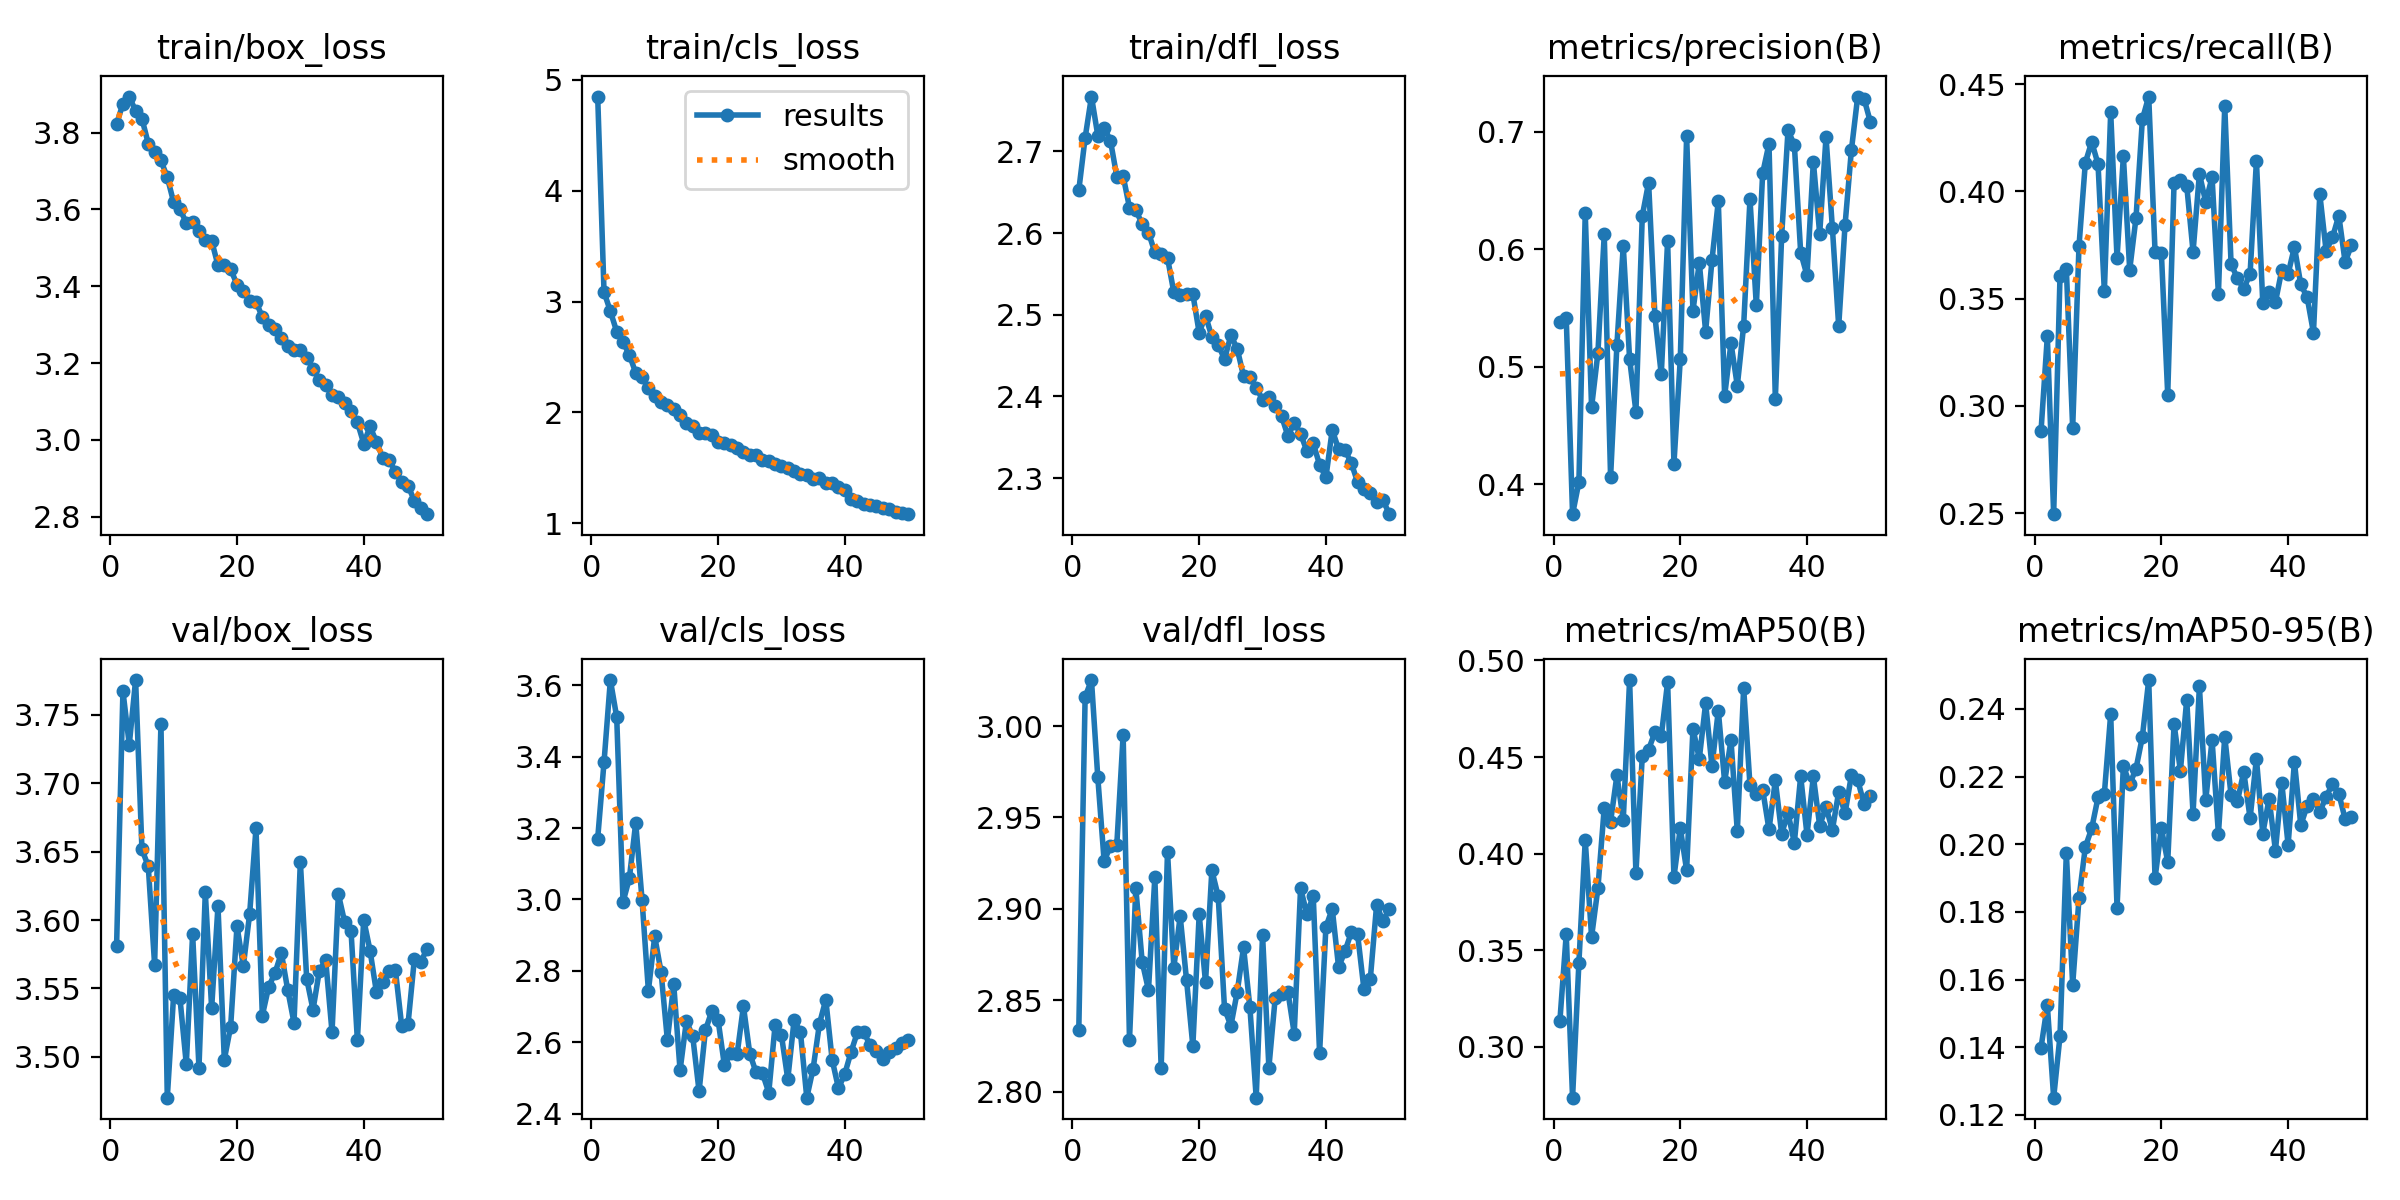 train/box_loss
3.8
3.6
3.4
3.2
3.0
2.8
0 20 40
train/cls_loss
results
smooth
5
4
3
2
1
0 20 40
train/dfl_loss
2.7
2.6
2.5
2.4
2.3
0 20 40
metrics/precision(B)
0.7
0.6
0.5
0.4
0 20 40
metrics/recall(B)
0.45
0.40
0.35
0.30
0.25
0 20 40
val/box_loss
3.75
3.70
3.65
3.60
3.55
3.50
0 20 40
val/cls_loss
3.6
3.4
3.2
3.0
2.8
2.6
2.4
0 20 40
val/dfl_loss
3.00
2.95
2.90
2.85
2.80
0 20 40
metrics/mAP50(B)
0.50
0.45
0.40
0.35
0.30
0 20 40
metrics/mAP50-95(B)
0.24
0.22
0.20
0.18
0.16
0.14
0.12
0 20 40